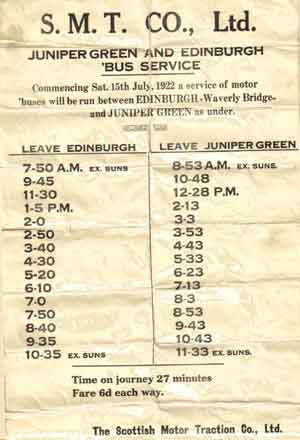 S. M. T. CO., Ltd.
JUNIPER GREEN AND EDINBURGH
'BUS SERVICE
Commencing Sat. 15th July, 1922 a service of motor
'buses will be run between EDINBURGH-Waverly Bridge-
and JUNIPER GREEN as under.
LEAVE EDINBURGH LEAVE JUNIPER GREEN
7-50 A.M. EX. SUNS. 8-53 A.M. EX. SUNS.
9-45 10-48
11-30 12-28 P.M.
1-5 P.M. 2-13
2-0 3-3
2-50 3-53
3-40 4-43
4-30 5-33
5-20 6-23
6-10 7-13
7-0 8-3
7-50 8-53
8-40 9-43
9-35 10-43
10-35 EX. SUNS. 11-33 EX. SUNS.
Time on journey 27 minutes
Fare 6d each way.
The Scottish Motor Traction Co., Ltd.